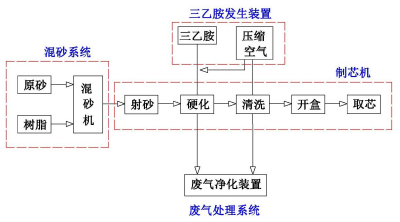 三乙胺发生装置
三乙胺
压缩
空气
混砂系统
制芯机
原砂
树脂
混
砂
机
射砂
硬化
清洗
开盒
取芯
废气净化装置
废气处理系统